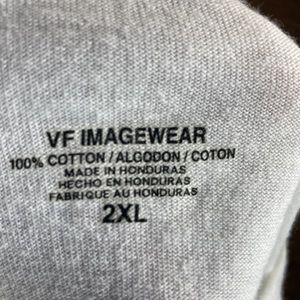 VF IMAGEWEAR
100% COTTON / ALGODON / COTON
MADE IN HONDURAS
HECHO EN HONDURAS
FABRIQUE AU HONDURAS
2XL